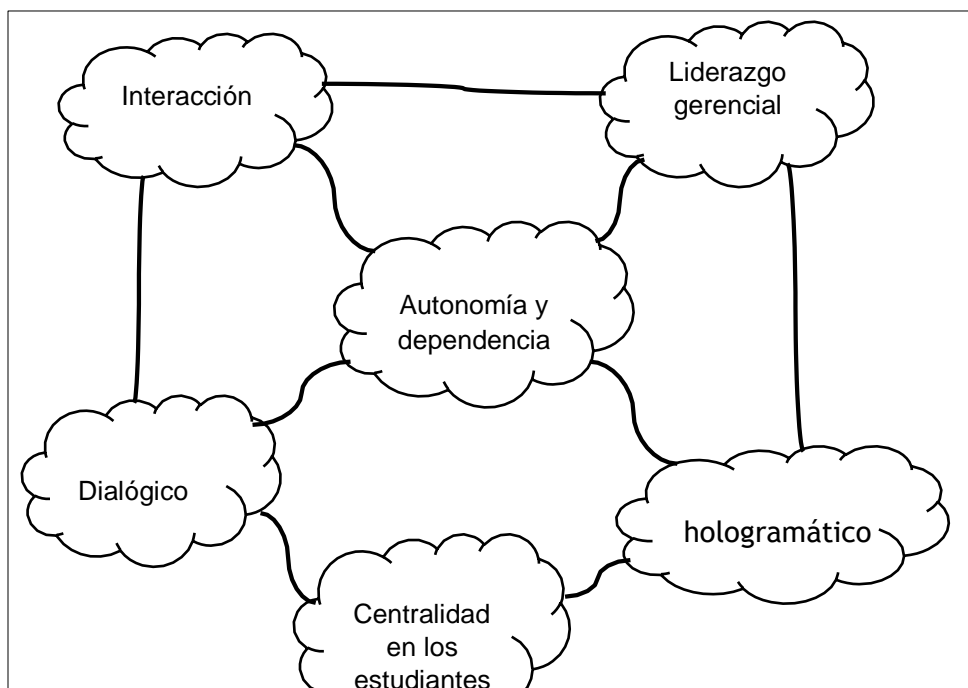 Interacción
Liderazgo
gerencial
Autonomía y
dependencia
Dialógico
hologramático
Centralidad
en los
estudiantes